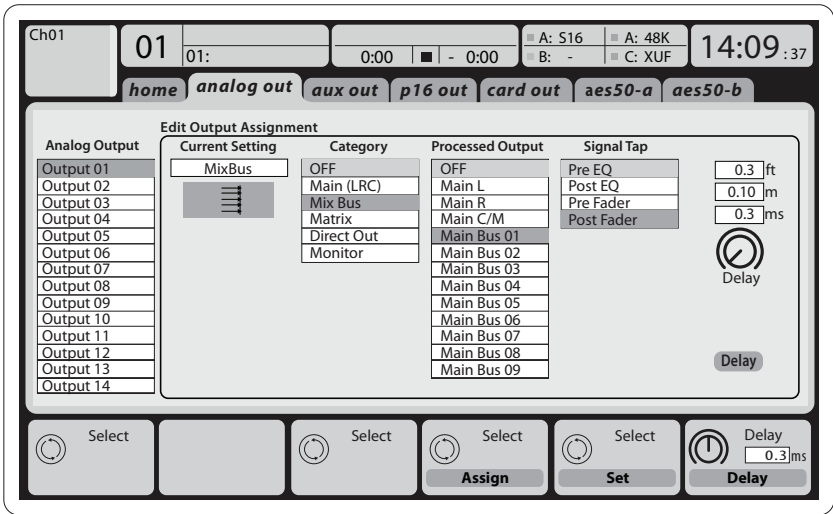 Ch01
01
01:
0:00 - 0:00
A: S16
B: -
A: 48K
C: XUF
14:09 :37
home analog out aux out p16 out card out aes50-a aes50-b
Edit Output Assignment
Analog Output
Output 01
Output 02
Output 03
Output 04
Output 05
Output 06
Output 07
Output 08
Output 09
Output 10
Output 11
Output 12
Output 13
Output 14
Current Setting
MixBus
Category
OFF
Main (LRC)
Mix Bus
Matrix
Direct Out
Monitor
Processed Output
OFF
Main L
Main R
Main C/M
Main Bus 01
Main Bus 02
Main Bus 03
Main Bus 04
Main Bus 05
Main Bus 06
Main Bus 07
Main Bus 08
Main Bus 09
Signal Tap
Pre EQ
Post EQ
Pre Fader
Post Fader
0.3 ft
0.10 m
0.3 ms
Delay
Delay
Select
Select
Select
Assign
Select
Set
Delay
0.3 ms
Delay